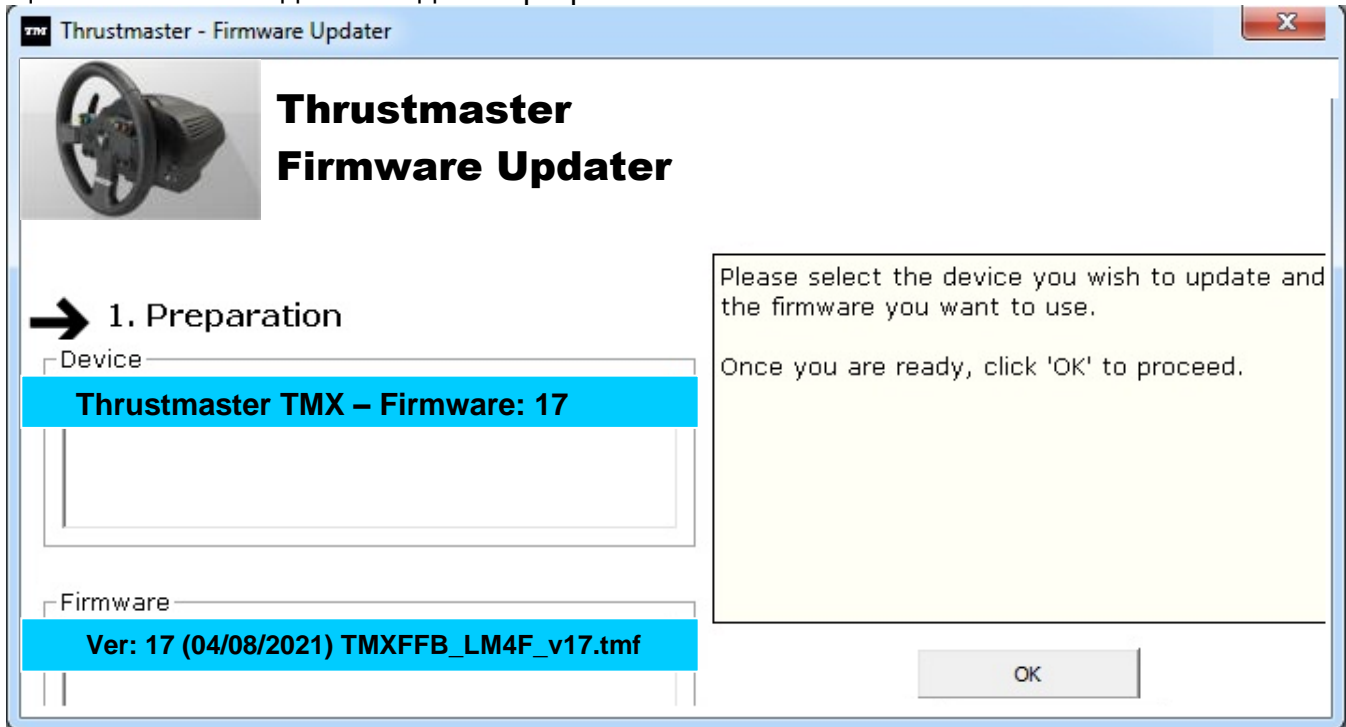 Thrustmaster - Firmware Updater
Thrustmaster
Firmware Updater
1. Preparation
Device
Thrustmaster TMX – Firmware: 17
Firmware
Ver: 17 (04/08/2021) TMXFFB_LM4F_v17.tmf
Please select the device you wish to update and
the firmware you want to use.
Once you are ready, click 'OK' to proceed.
OK